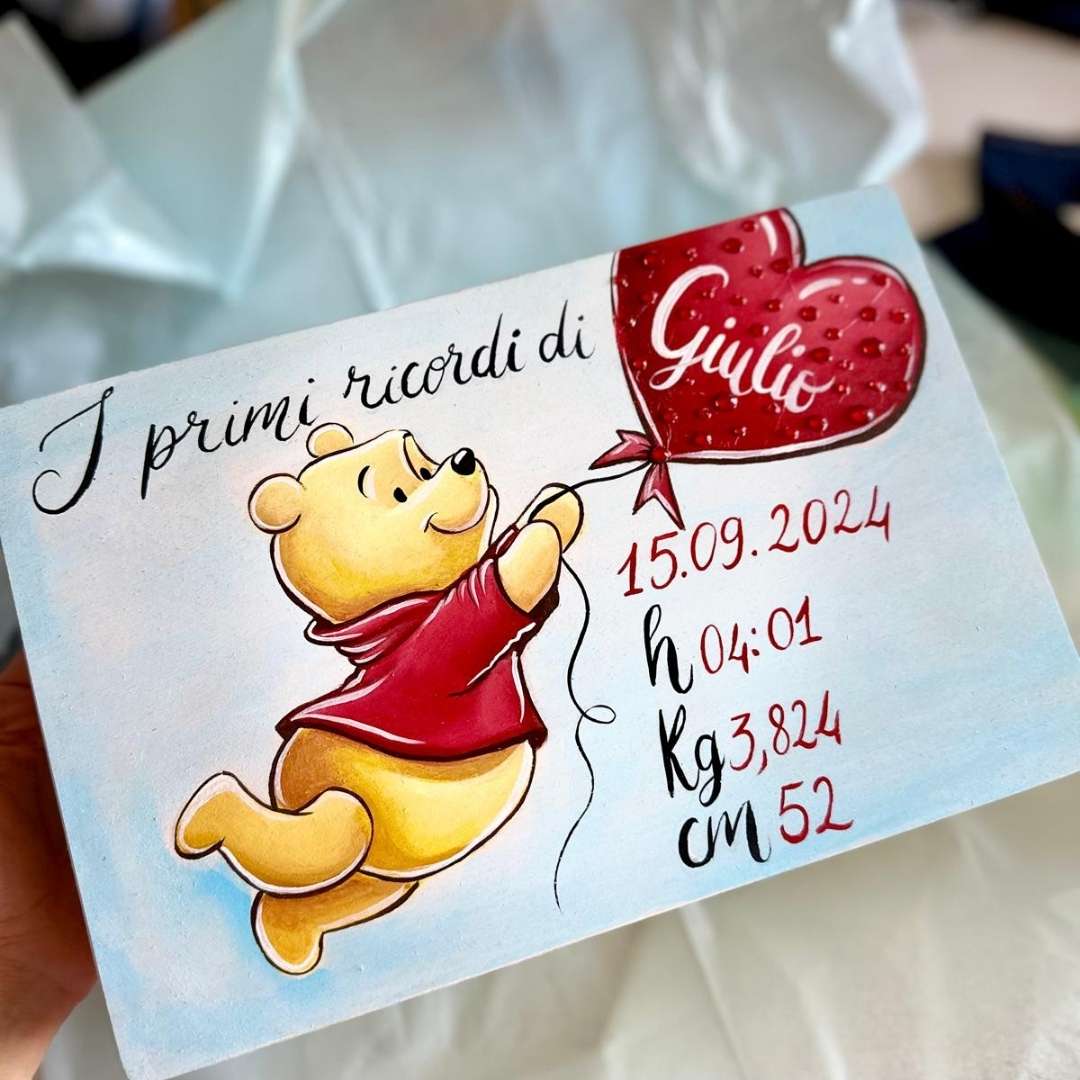 I primi ricordi di
Giulio
15.09.2024
h 04:01
Kg 3,824
cm 52